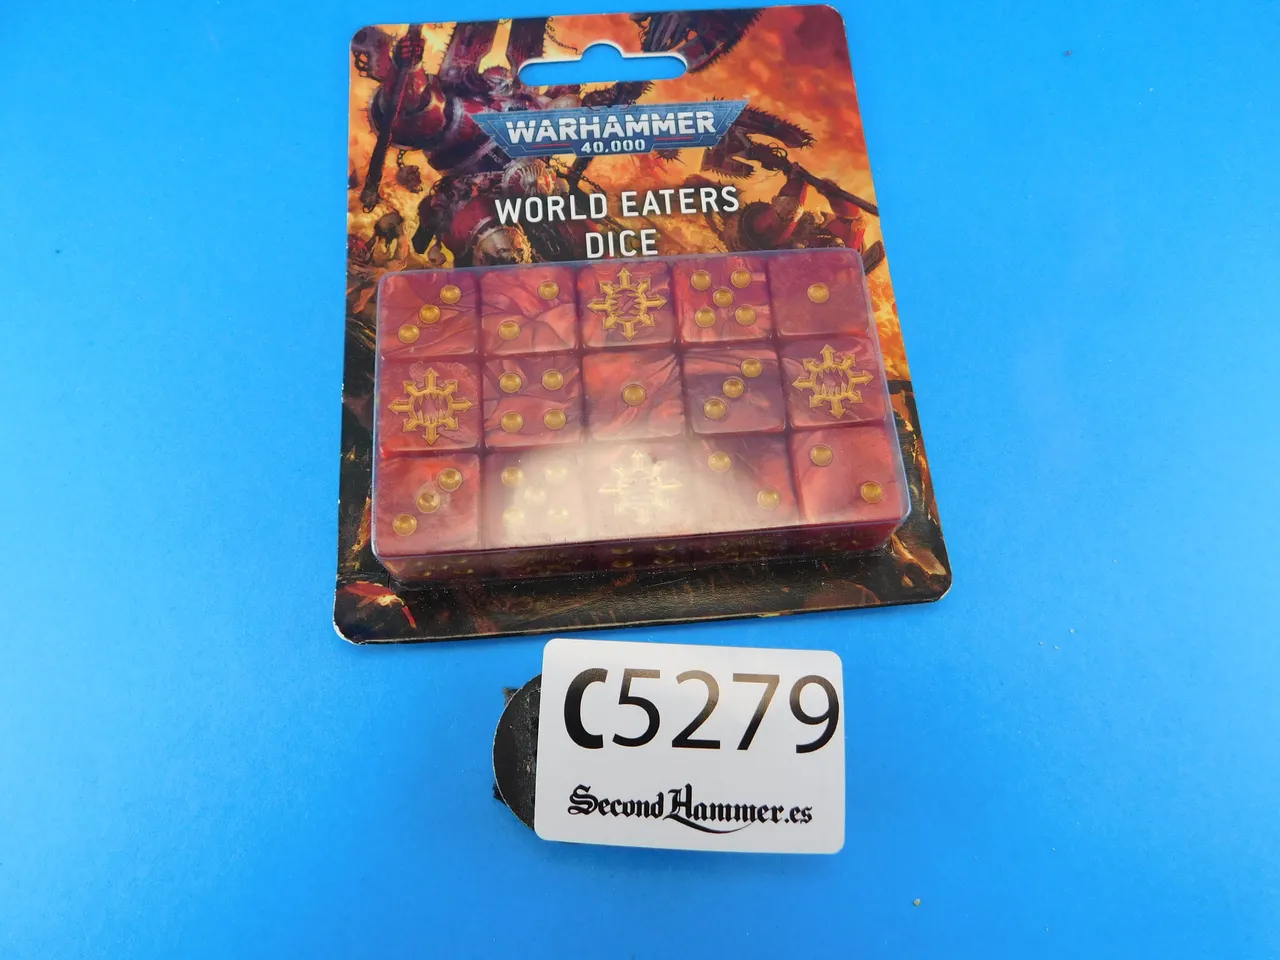 WARHAMMER
40,000
WORLD EATERS
DICE
C5279
SecondHammer.es